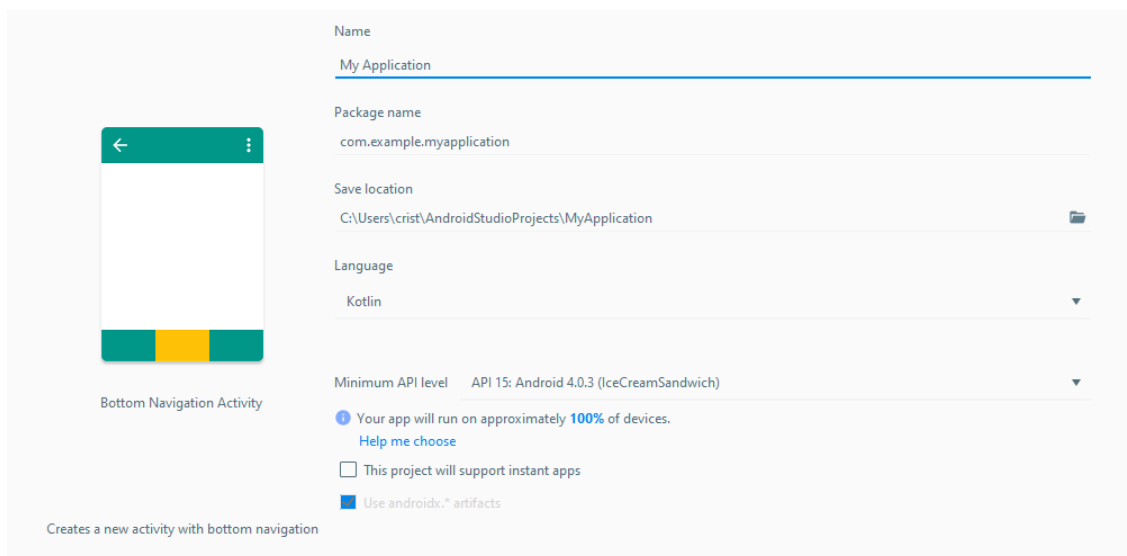 Name
My Application
Package name
com.example.myapplication
Save location
C:\Users\crist\AndroidStudioProjects\MyApplication
Language
Kotlin
Minimum API level API 15: Android 4.0.3 (IceCreamSandwich)
Bottom Navigation Activity
Your app will run on approximately 100% of devices.
Help me choose
This project will support instant apps
Use androidx.* artifacts
Creates a new activity with bottom navigation